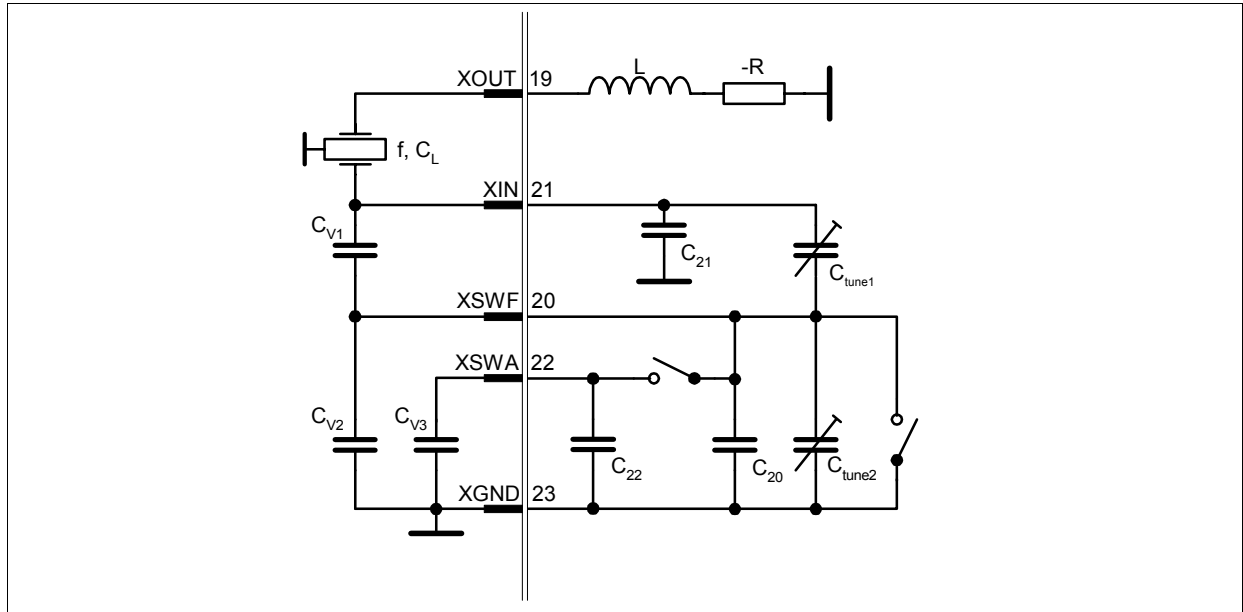 XOUT 19 L -R
f, CL
XIN 21
CV1 C21 Ctune1
XSWF 20
XSWA 22
CV2 CV3 C22 C20 Ctune2
XGND 23